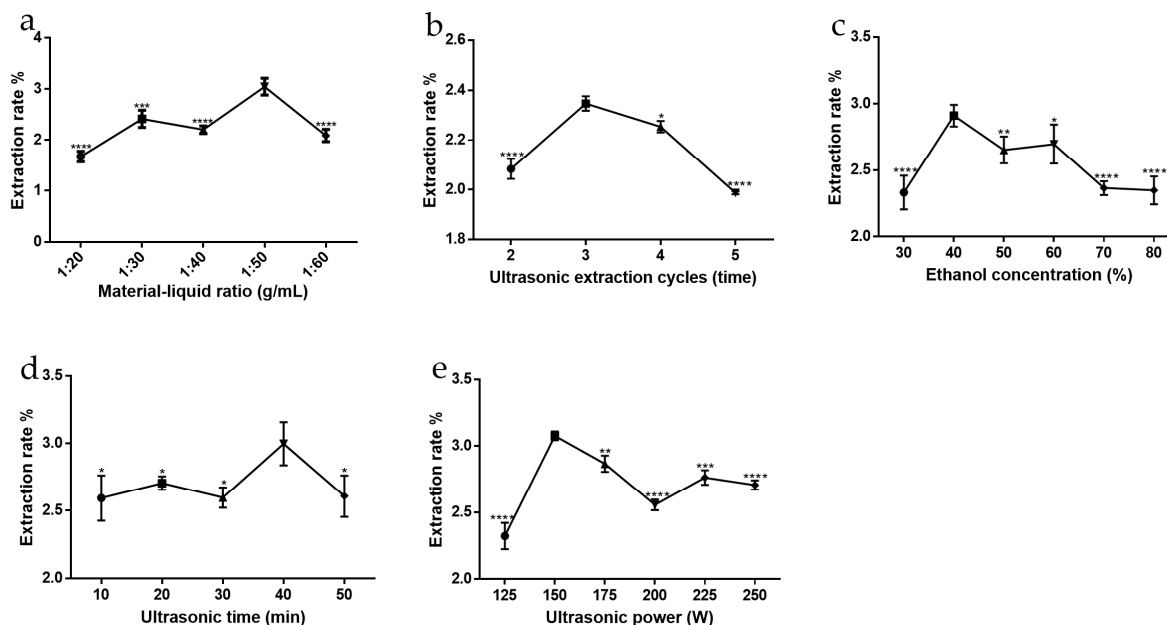 a
Extraction rate %
4
3
2
1
0
****
***
****
****
1:20 1:30 1:40 1:50 1:60
Material-liquid ratio (g/mL)
b
Extraction rate %
2.6
2.4
2.2
2.0
1.8
****
*
****
2 3 4 5
Ultrasonic extraction cycles (time)
c
Extraction rate %
3.5
3.0
2.5
2.0
****
**
*
****
****
30 40 50 60 70 80
Ethanol concentration (%)
d
Extraction rate %
3.5
3.0
2.5
2.0
*
*
*
*
10 20 30 40 50
Ultrasonic time (min)
e
Extraction rate %
3.5
3.0
2.5
2.0
****
**
****
***
****
125 150 175 200 225 250
Ultrasonic power (W)